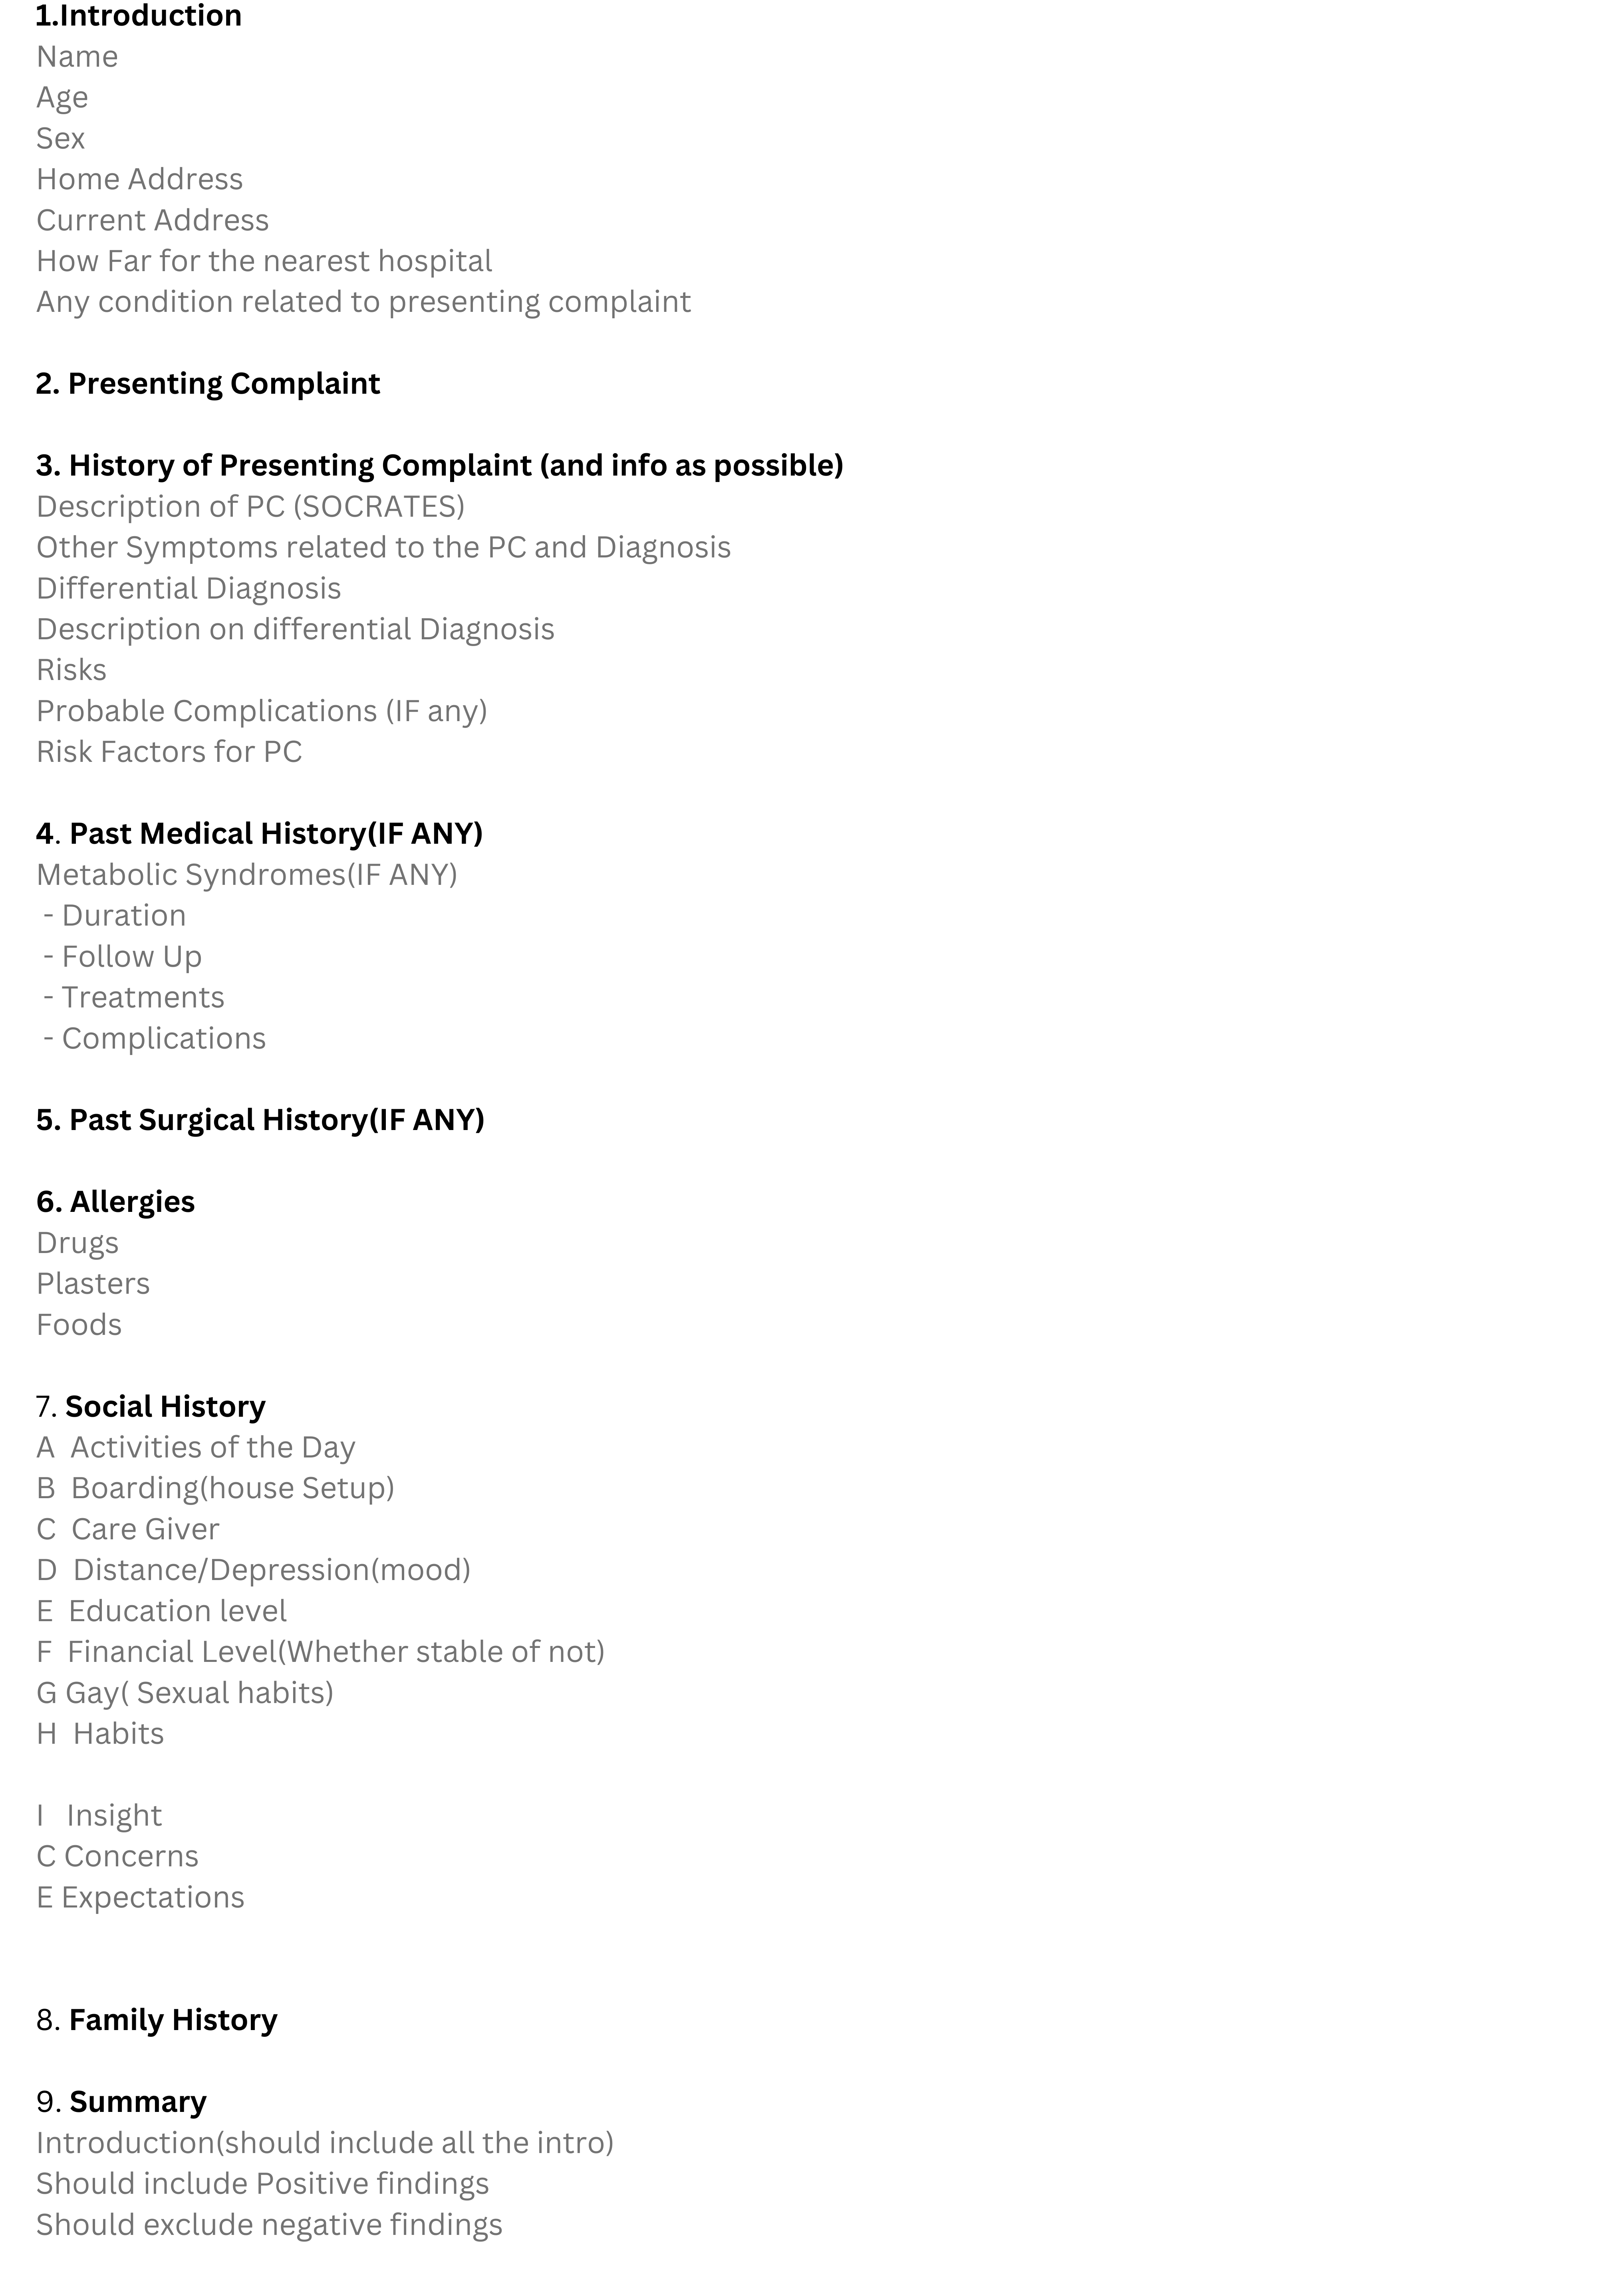 1.Introduction
Name
Age
Sex
Home Address
Current Address
How Far for the nearest hospital
Any condition related to presenting complaint
2. Presenting Complaint
3. History of Presenting Complaint (and info as possible)
Description of PC (SOCRATES)
Other Symptoms related to the PC and Diagnosis
Differential Diagnosis
Description on differential Diagnosis
Risks
Probable Complications (IF any)
Risk Factors for PC
4. Past Medical History(IF ANY)
Metabolic Syndromes(IF ANY)
- Duration
- Follow Up
- Treatments
- Complications
5. Past Surgical History(IF ANY)
6. Allergies
Drugs
Plasters
Foods
7. Social History
A  Activities of the Day
B  Boarding(house Setup)
C  Care Giver
D  Distance/Depression(mood)
E  Education level
F  Financial Level(Whether stable of not)
G Gay( Sexual habits)
H  Habits
I   Insight
C Concerns
E Expectations
8. Family History
9. Summary
Introduction(should include all the intro)
Should include Positive findings
Should exclude negative findings